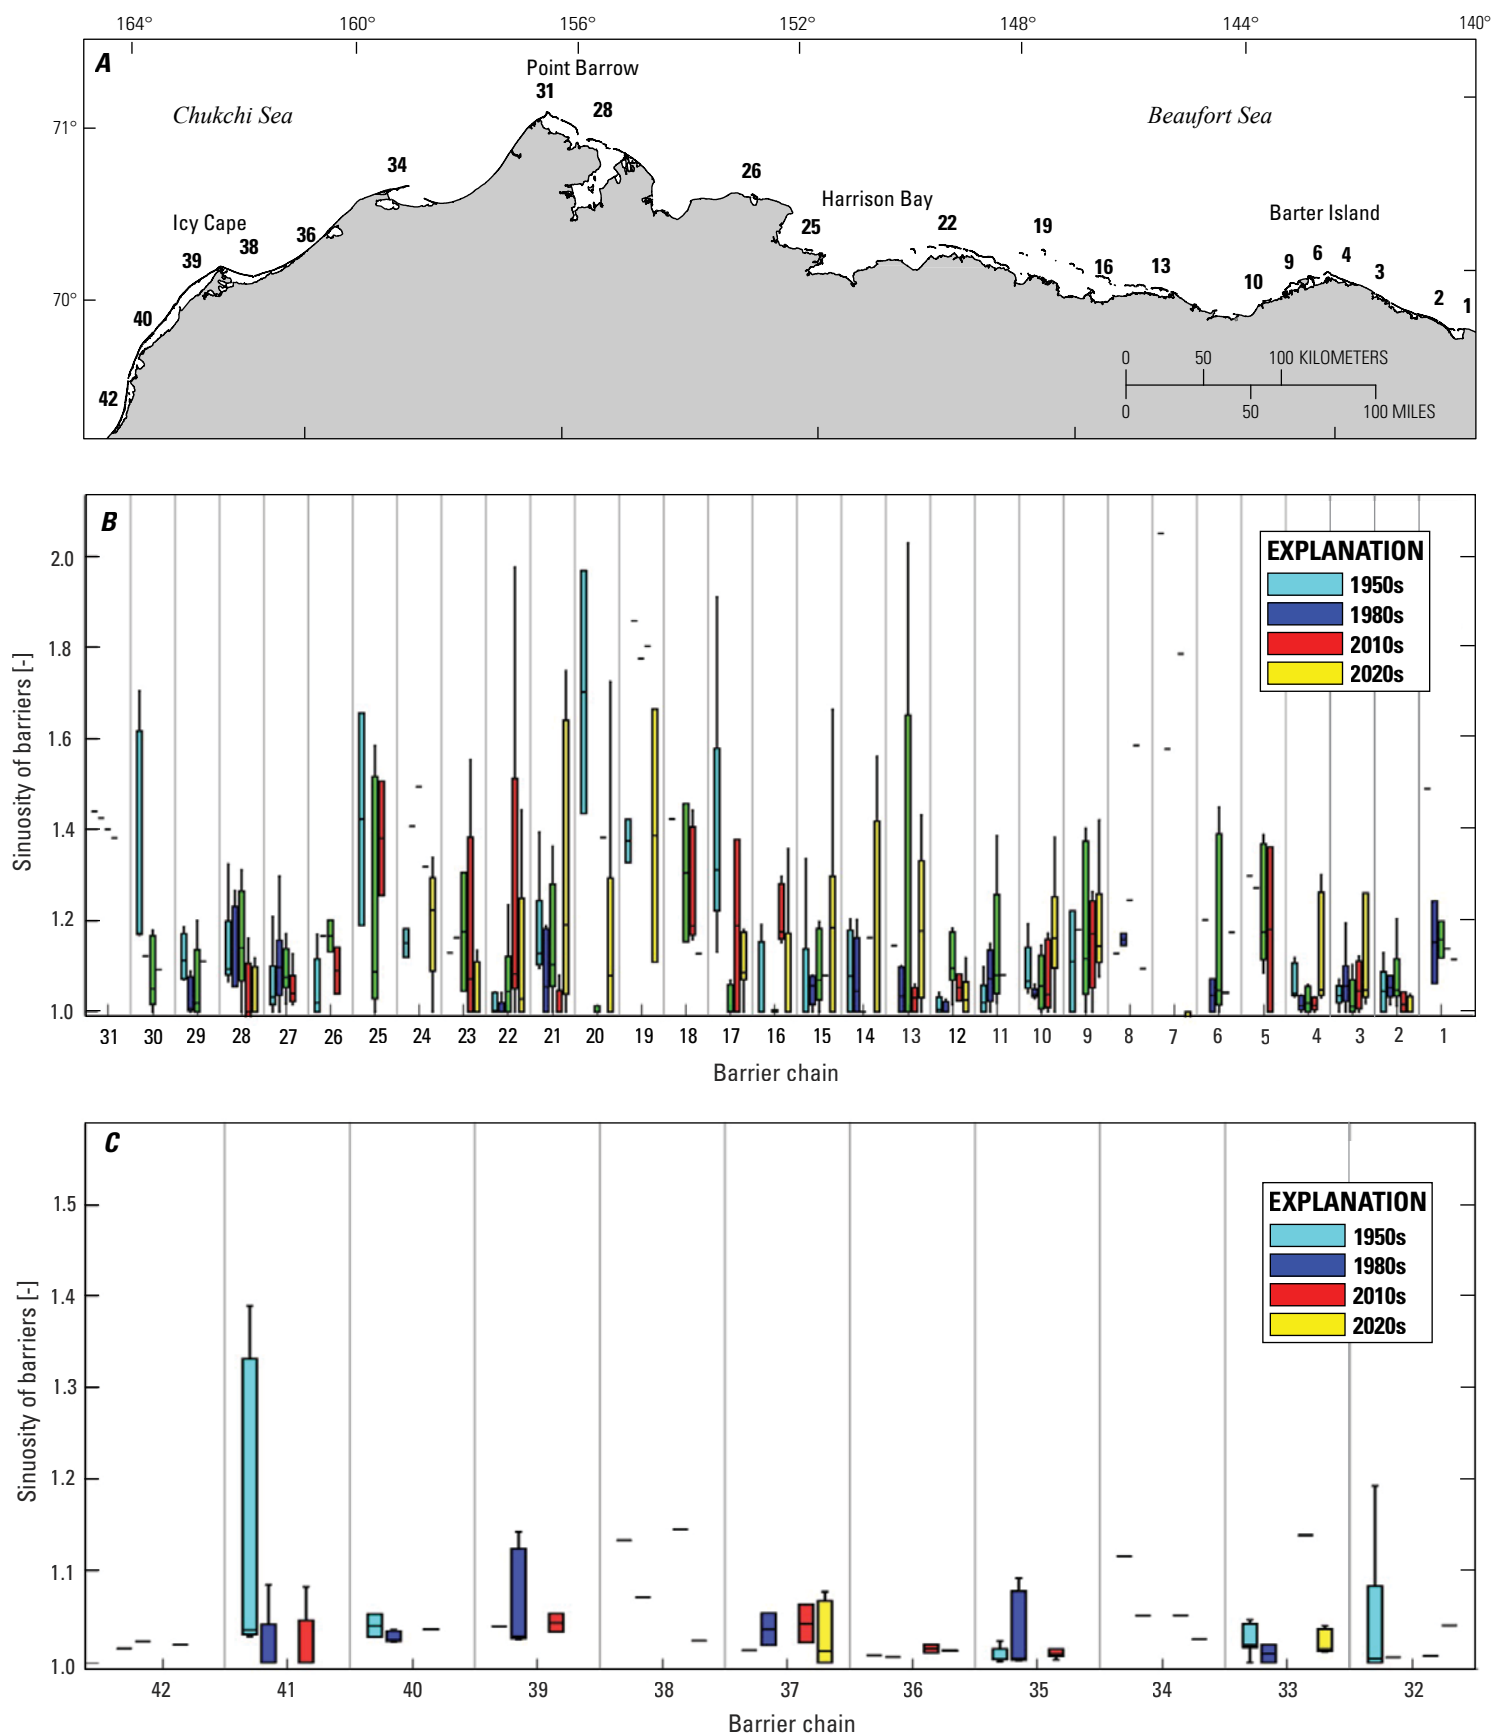 164° 160° 156° 152° 148° 144° 140°
A
Point Barrow
31
28
Chukchi Sea
Beaufort Sea
71°
34
26
Harrison Bay
Barter Island
Icy Cape
25
22
19
39
38
36
16
13
10
9
6
4
3
2
1
70°
40
42
0 50 100 KILOMETERS
0 50 100 MILES
B
EXPLANATION
1950s
1980s
2010s
2020s
Sinuosity of barriers [-]
2.0
1.8
1.6
1.4
1.2
1.0
31 30 29 28 27 26 25 24 23 22 21 20 19 18 17 16 15 14 13 12 11 10 9 8 7 6 5 4 3 2 1
Barrier chain
C
EXPLANATION
1950s
1980s
2010s
2020s
Sinuosity of barriers [-]
1.5
1.4
1.3
1.2
1.1
1.0
42 41 40 39 38 37 36 35 34 33 32
Barrier chain